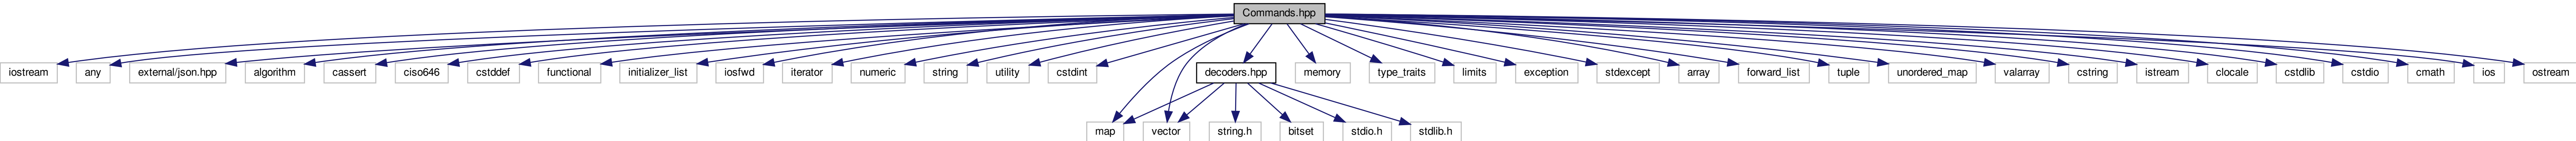 Commands.hpp
iostream any external/json.hpp algorithm cassert ciso646 cstddef functional initializer_list iosfwd iterator numeric string utility cstdint decoders.hpp memory type_traits limits exception stdexcept array forward_list tuple unordered_map valarray cstring istream clocale cstdlib cstdio cmath ios ostream
map vector string.h bitset stdio.h stdlib.h